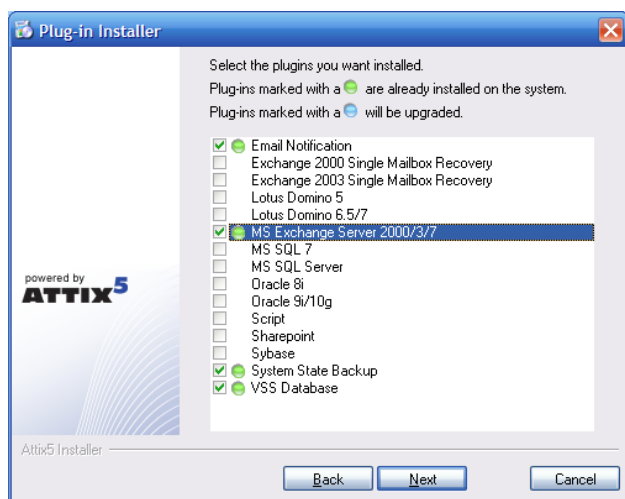 Plug-in Installer
Select the plugins you want installed.
Plug-ins marked with a are already installed on the system.
Plug-ins marked with a will be upgraded.
Email Notification
Exchange 2000 Single Mailbox Recovery
Exchange 2003 Single Mailbox Recovery
Lotus Domino 5
Lotus Domino 6.5/7
MS Exchange Server 2000/3/7
MS SQL 7
MS SQL Server
Oracle 8i
Oracle 9i/10g
Script
Sharepoint
Sybase
System State Backup
VSS Database
powered by
ATTIX5
Attix5 Installer
Back Next Cancel